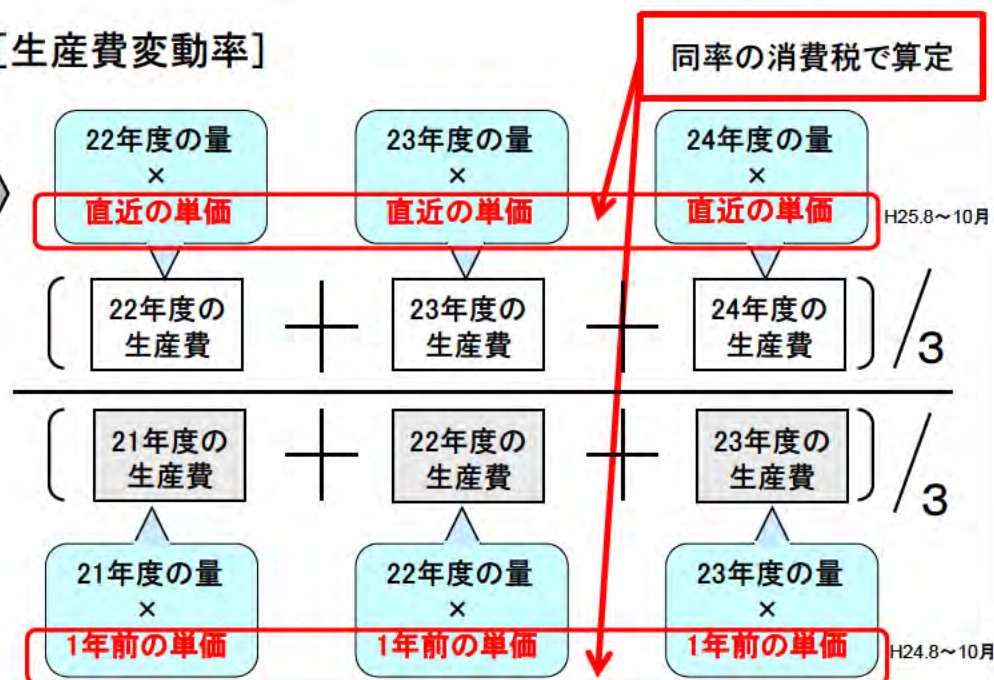 [生産費変動率]
同率の消費税で算定
22年度の量
×
直近の単価
23年度の量
×
直近の単価
24年度の量
×
直近の単価
H25.8～10月
(
22年度の
生産費
+
23年度の
生産費
+
24年度の
生産費
)
/3
(
21年度の
生産費
+
22年度の
生産費
+
23年度の
生産費
)
/3
21年度の量
×
1年前の単価
22年度の量
×
1年前の単価
23年度の量
×
1年前の単価
H24.8～10月